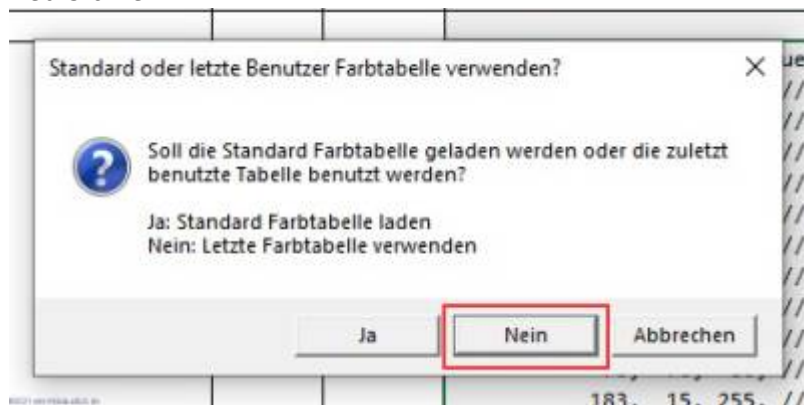 Standard oder letzte Benutzer Farbtabelle verwenden?
ue
//
//
Soll die Standard Farbtabelle geladen werden oder die zuletzt
//
benutzte Tabelle benutzt werden?
//
//
Ja: Standard Farbtabelle laden
//
Nein: Letzte Farbtabelle verwenden
//
//
//
Ja Nein Abbrechen
//
//
183, 15, 255, //